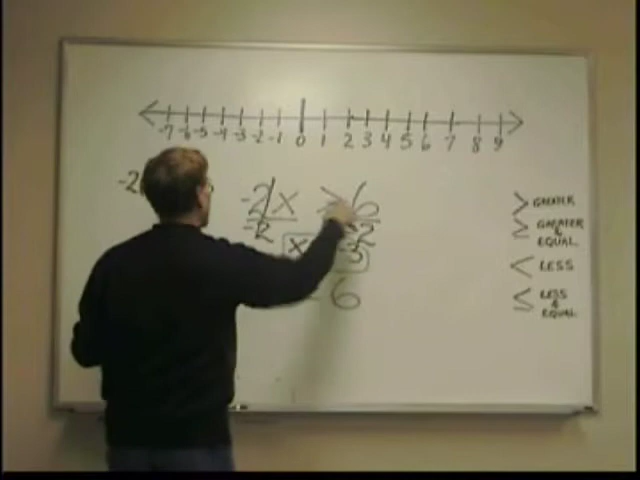 -7 -6 -5 -4 -3 -2 -1 0 1 2 3 4 5 6 7 8 9
-2
-2x ≥ 6
-2 -2
x -3
6
> GREATER
≥ GARATER & EQUAL
< LESS
≤ LESS & EQUAL